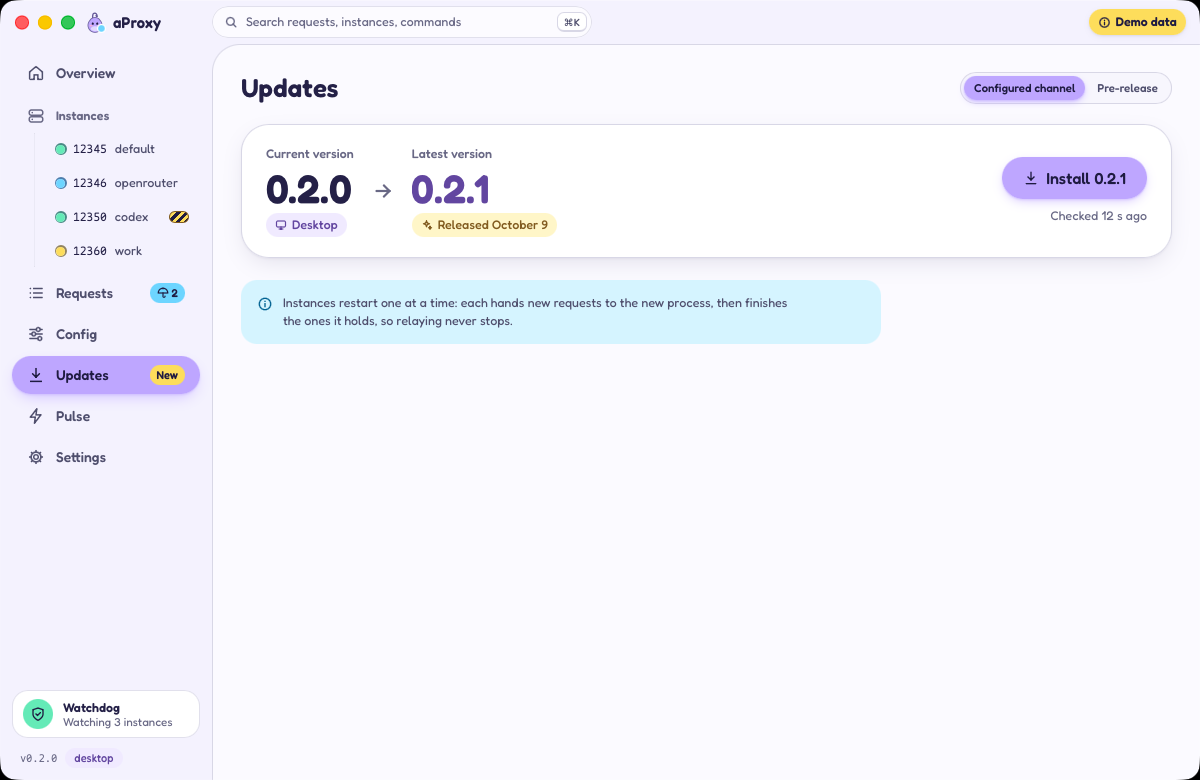 aProxy
Search requests, instances, commands
⌘K
Demo data
Overview
Instances
12345 default
12346 openrouter
12350 codex
12360 work
Requests
2
Config
Updates
New
Pulse
Settings
Watchdog
Watching 3 instances
v0.2.0 desktop
Updates
Configured channel
Pre-release
Current version
0.2.0
Desktop
Latest version
0.2.1
Released October 9
Install 0.2.1
Checked 12 s ago
Instances restart one at a time: each hands new requests to the new process, then finishes
the ones it holds, so relaying never stops.